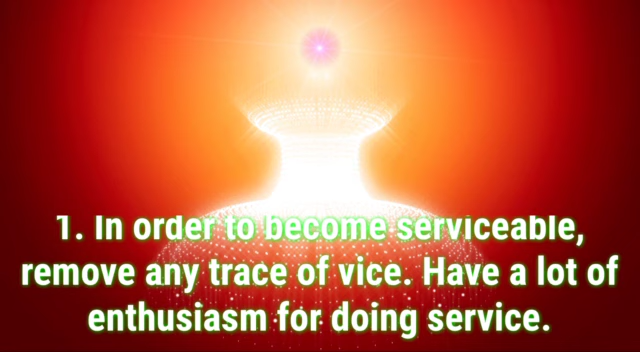 1. In order to become serviceable,
remove any trace of vice. Have a lot of
enthusiasm for doing service.